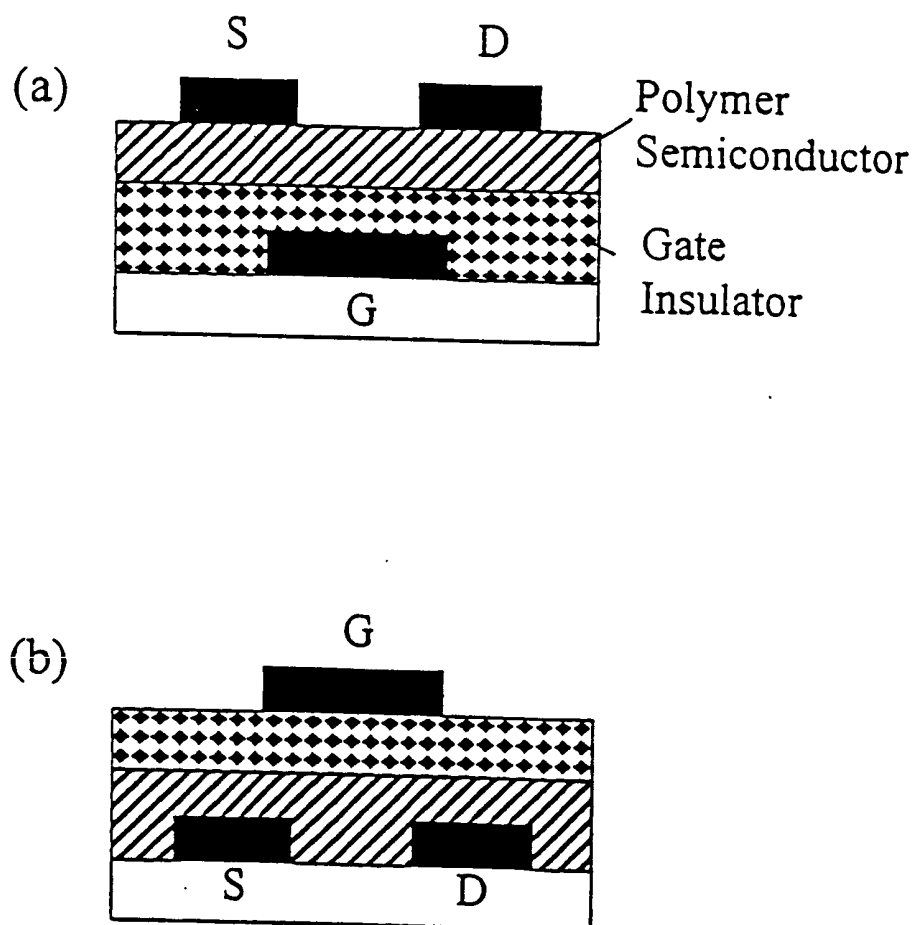 S
D
(a)
Polymer
Semiconductor
Gate
Insulator
G
G
(b)
S
D